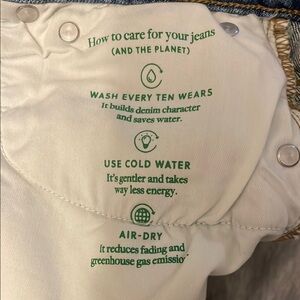 How to care for your jeans
(AND THE PLANET)
WASH EVERY TEN WEARS
It builds denim character
and saves water.
USE COLD WATER
It's gentler and takes
way less energy.
AIR-DRY
It reduces fading and
greenhouse gas emissio